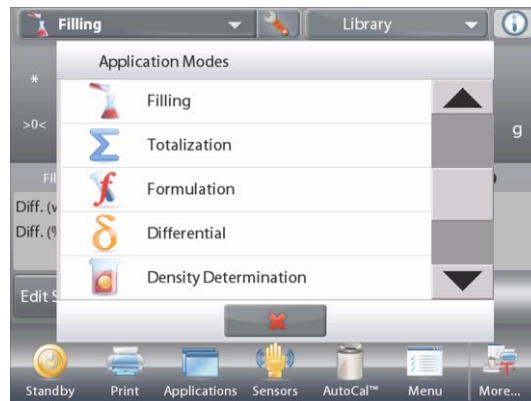 Filling
Library
Application Modes
*
Filling
>0<
g
Totalization
Fil
Formulation
Diff. (v
Diff. (%
Differential
Density Determination
Edit S
Standby Print Applications Sensors AutoCal™ Menu More...